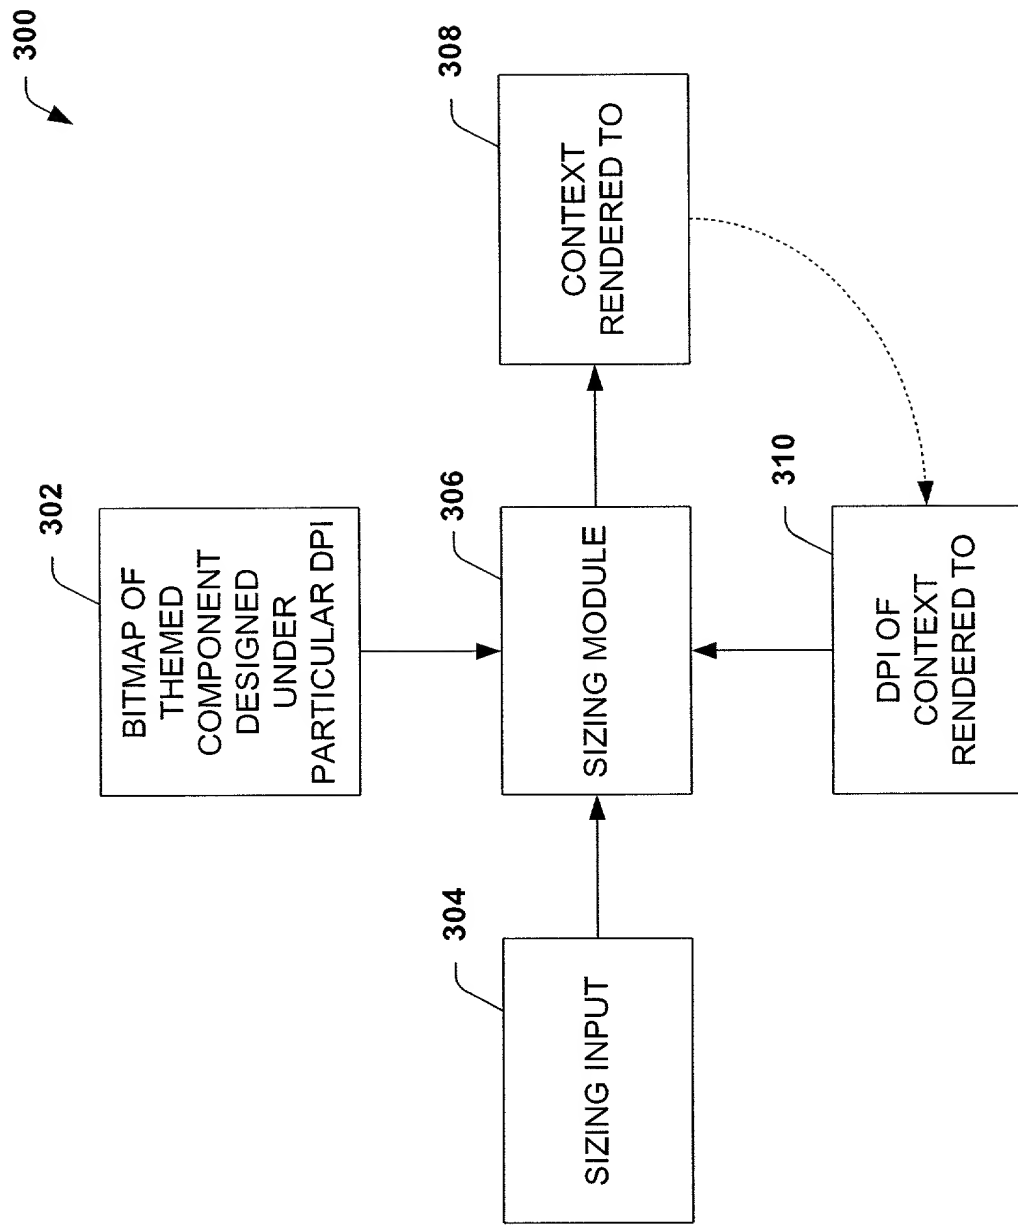 300
302
BITMAP OF
THEMED
COMPONENT
DESIGNED
UNDER
PARTICULAR DPI
304
SIZING INPUT
306
SIZING MODULE
308
CONTEXT
RENDERED TO
310
DPI OF
CONTEXT
RENDERED TO